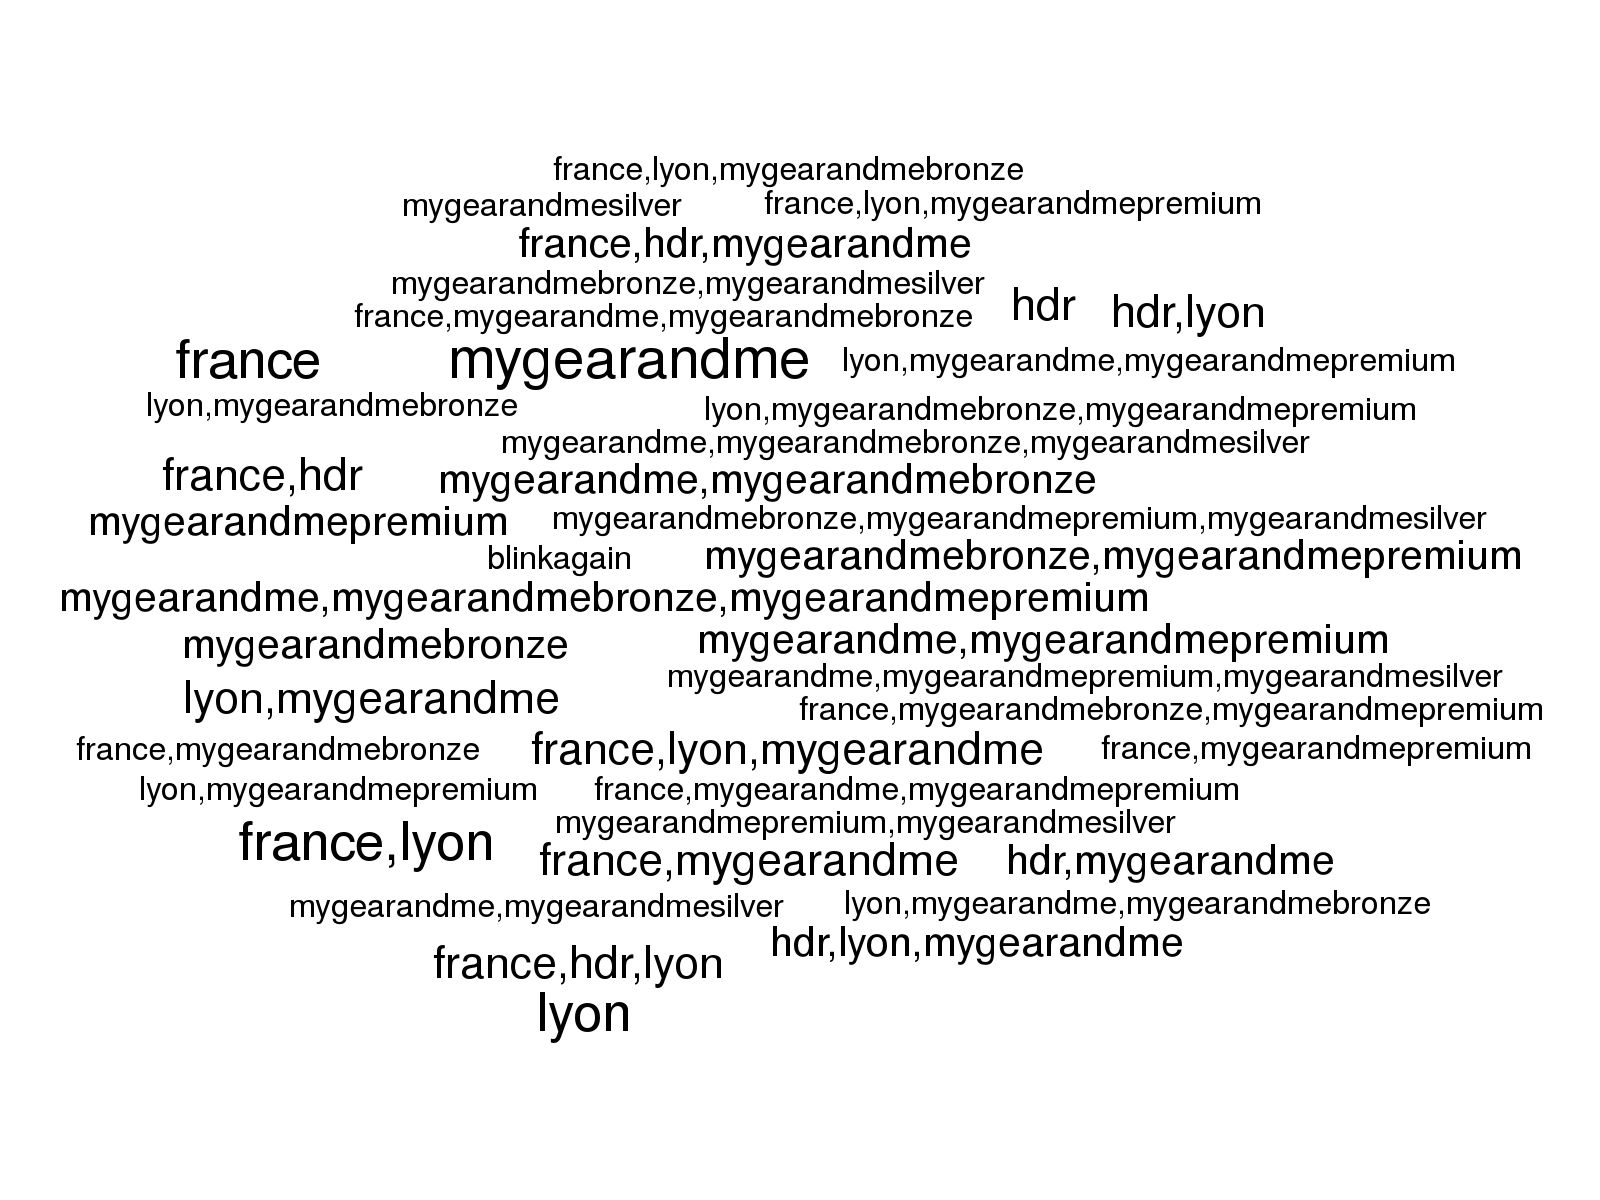 france,lyon,mygearandmebronze
mygearandmesilver france,lyon,mygearandmepremium
france,hdr,mygearandme
mygearandmebronze,mygearandmesilver
france,mygearandme,mygearandmebronze hdr hdr,lyon
france mygearandme lyon,mygearandme,mygearandmepremium
lyon,mygearandmebronze lyon,mygearandmebronze,mygearandmepremium
mygearandme,mygearandmebronze,mygearandmesilver
france,hdr mygearandme,mygearandmebronze
mygearandmepremium mygearandmebronze,mygearandmepremium,mygearandmesilver
blinkagain mygearandmebronze,mygearandmepremium
mygearandme,mygearandmebronze,mygearandmepremium
mygearandmebronze mygearandme,mygearandmepremium
mygearandme,mygearandmepremium,mygearandmesilver
lyon,mygearandme france,mygearandmebronze,mygearandmepremium
france,mygearandmebronze france,lyon,mygearandme france,mygearandmepremium
lyon,mygearandmepremium france,mygearandme,mygearandmepremium
mygearandmepremium,mygearandmesilver
france,lyon france,mygearandme hdr,mygearandme
mygearandme,mygearandmesilver lyon,mygearandme,mygearandmebronze
hdr,lyon,mygearandme
france,hdr,lyon
lyon